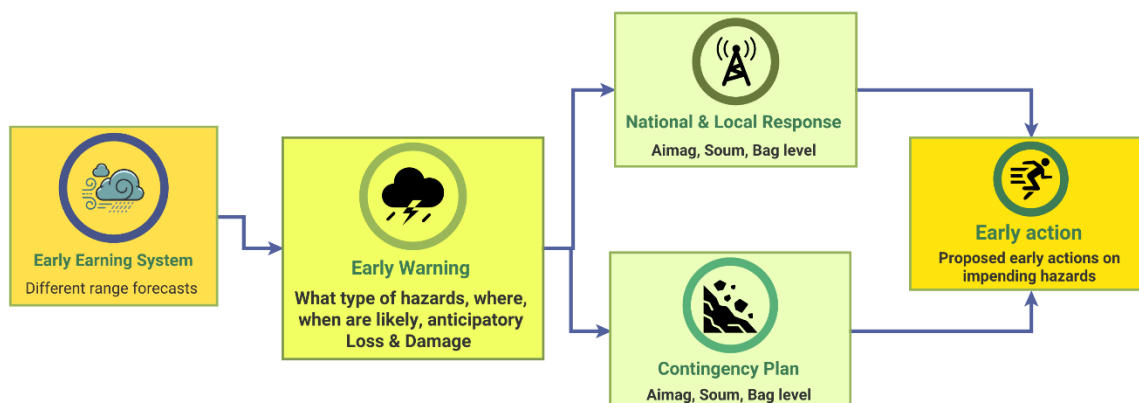 Early Earning System
Different range forecasts
Early Warning
What type of hazards, where,
when are likely, anticipatory
Loss & Damage
National & Local Response
Aimag, Soum, Bag level
Contingency Plan
Aimag, Soum, Bag level
Early action
Proposed early actions on
impending hazards